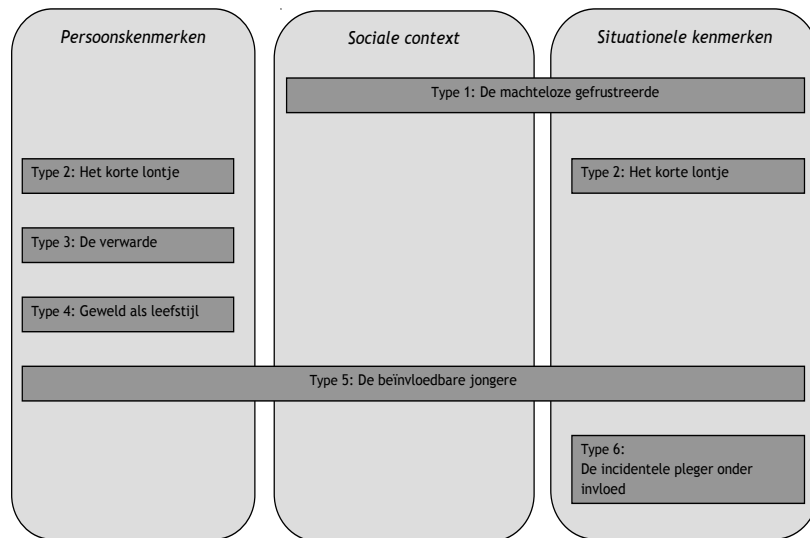 Persoonskenmerken
Sociale context
Situationele kenmerken
Type 1: De machteloze gefrustreerde
Type 2: Het korte lontje
Type 2: Het korte lontje
Type 3: De verwarde
Type 4: Geweld als leefstijl
Type 5: De beïnvloedbare jongere
Type 6:
De incidentele pleger onder
invloed